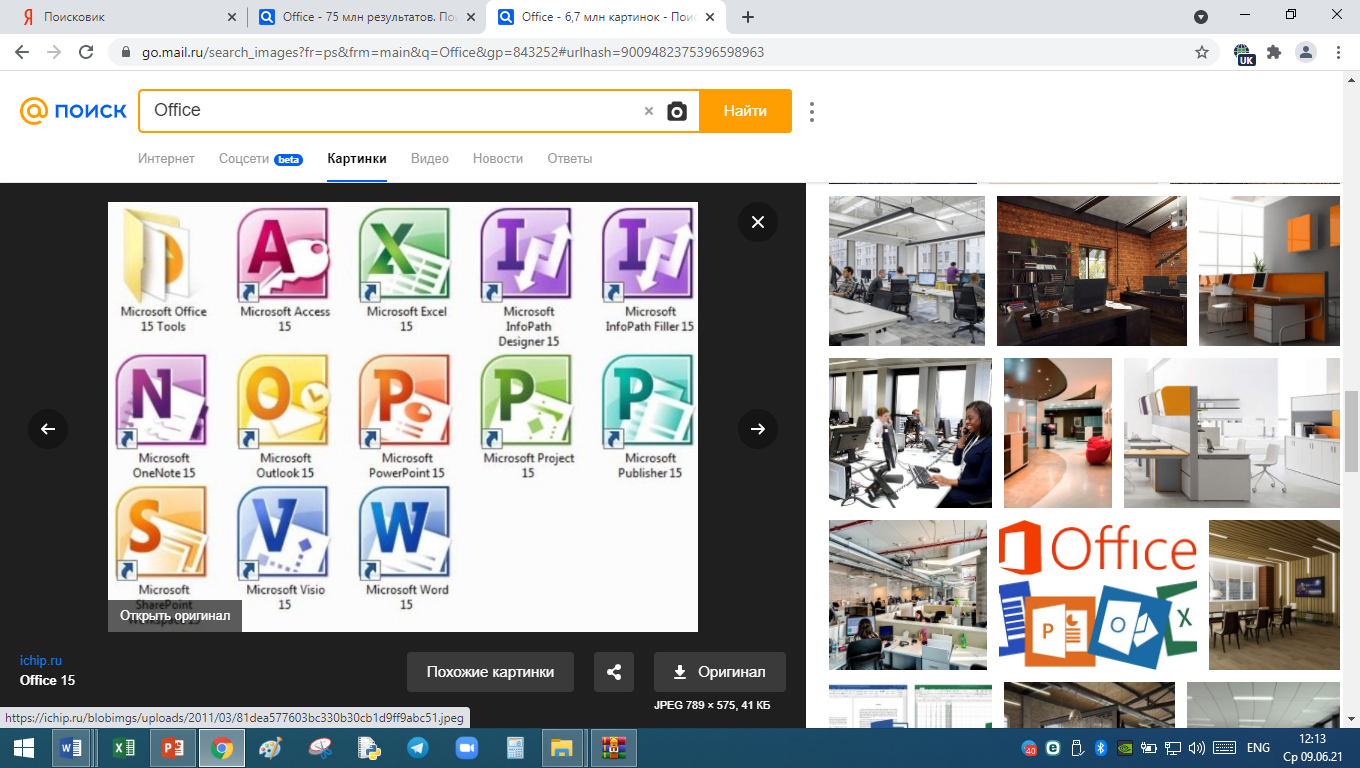 Поисковик
Office - 75 млн результатов. Пои
Office - 6,7 млн картинок - Поис
go.mail.ru/search_images?fr=ps&frm=main&q=Office&gp=843252#urlhash=9009482375396598963
UK
ПОИСК
Office
Найти
Интернет Соцсети beta Картинки Видео Новости Ответы
Microsoft Office 15 Tools
Microsoft Access 15
Microsoft Excel 15
Microsoft InfoPath Designer 15
Microsoft InfoPath Filler 15
Microsoft OneNote 15
Microsoft Outlook 15
Microsoft PowerPoint 15
Microsoft Project 15
Microsoft Publisher 15
Microsoft SharePoint
Microsoft Visio 15
Microsoft Word 15
Открыть оригинал
Office
ichip.ru
Office 15
Похожие картинки
Оригинал
JPEG 789 × 575, 41 КБ
https://ichip.ru/blobimgs/uploads/2011/03/81dea577603bc330b30cb1d9ff9abc51.jpeg
40
ENG
12:13
Ср 09.06.21